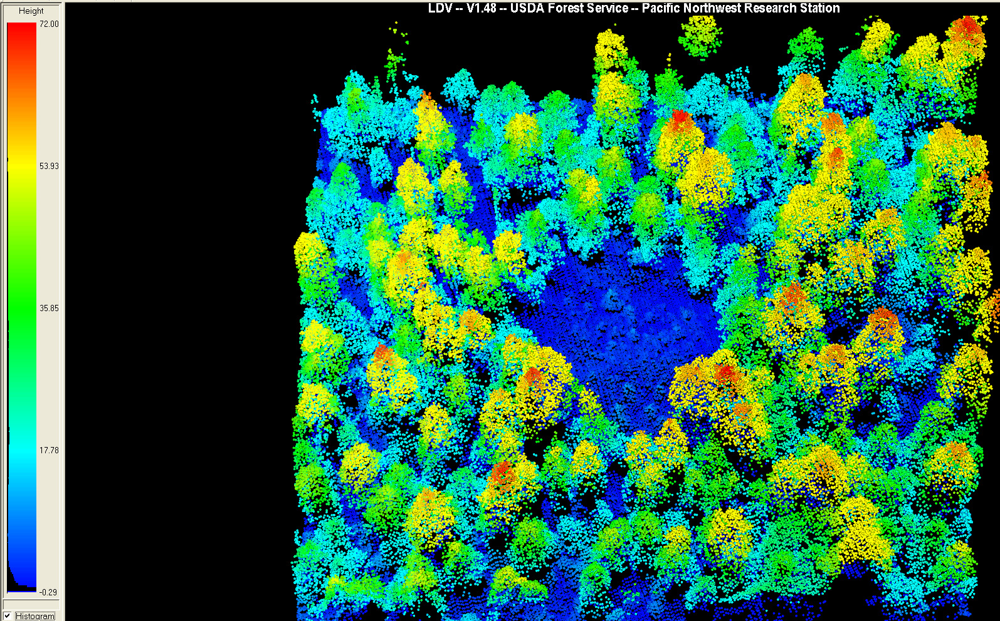 LDV -- V1.48 -- USDA Forest Service -- Pacific Northwest Research Station
Height
72.00
53.93
35.85
17.78
-0.29
Histogram